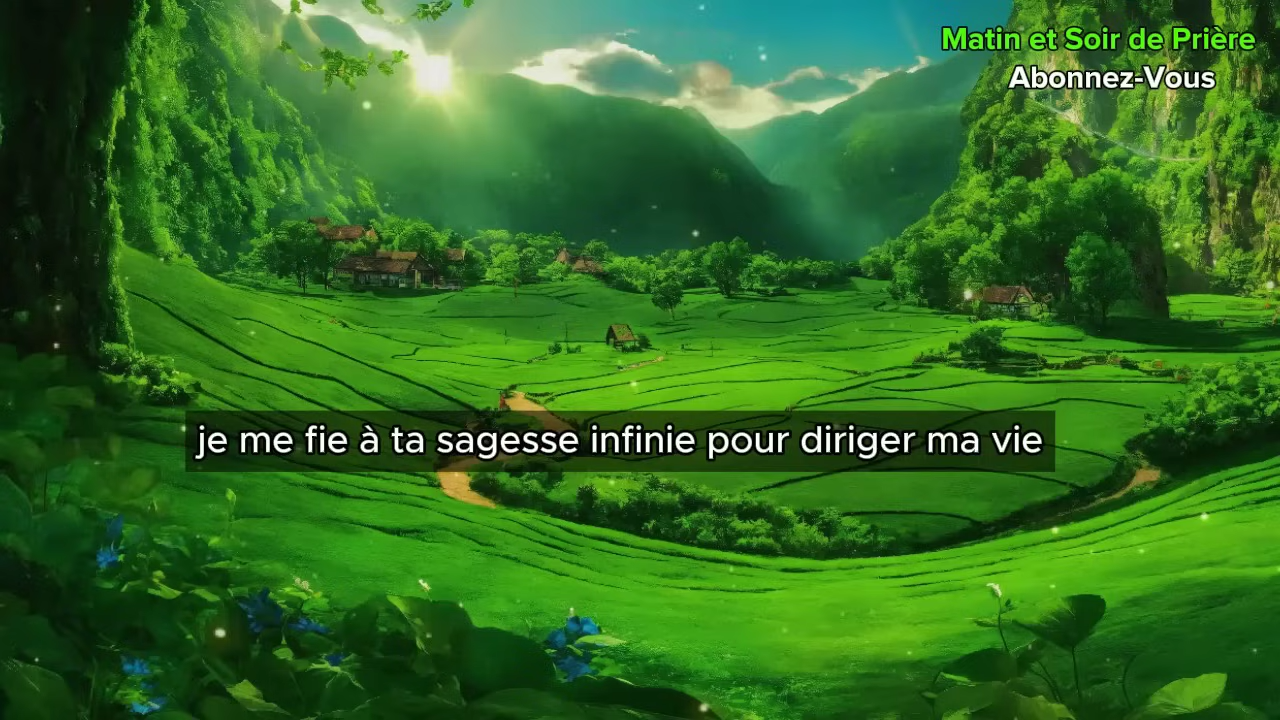 Matin et Soir de Prière
Abonnez-Vous
je me fie à ta sagesse infinie pour diriger ma vie